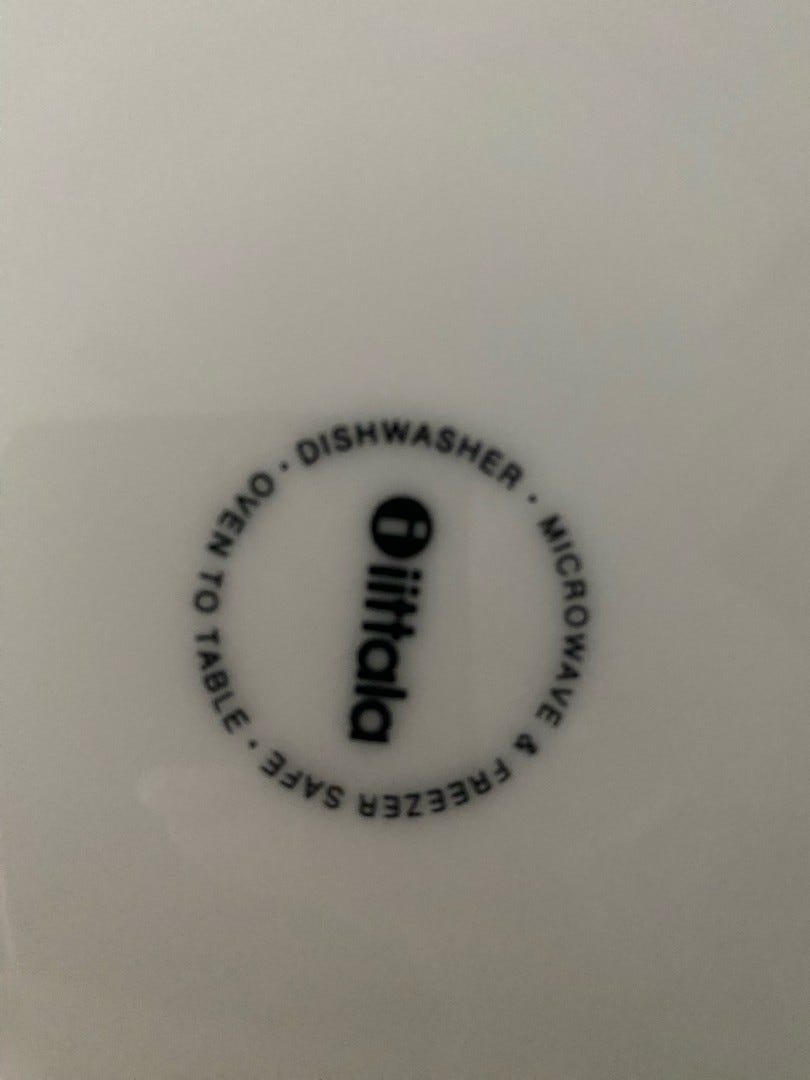 iittala
OVEN TO TABLE · DISHWASHER · MICROWAVE & FREEZER SAFE ·